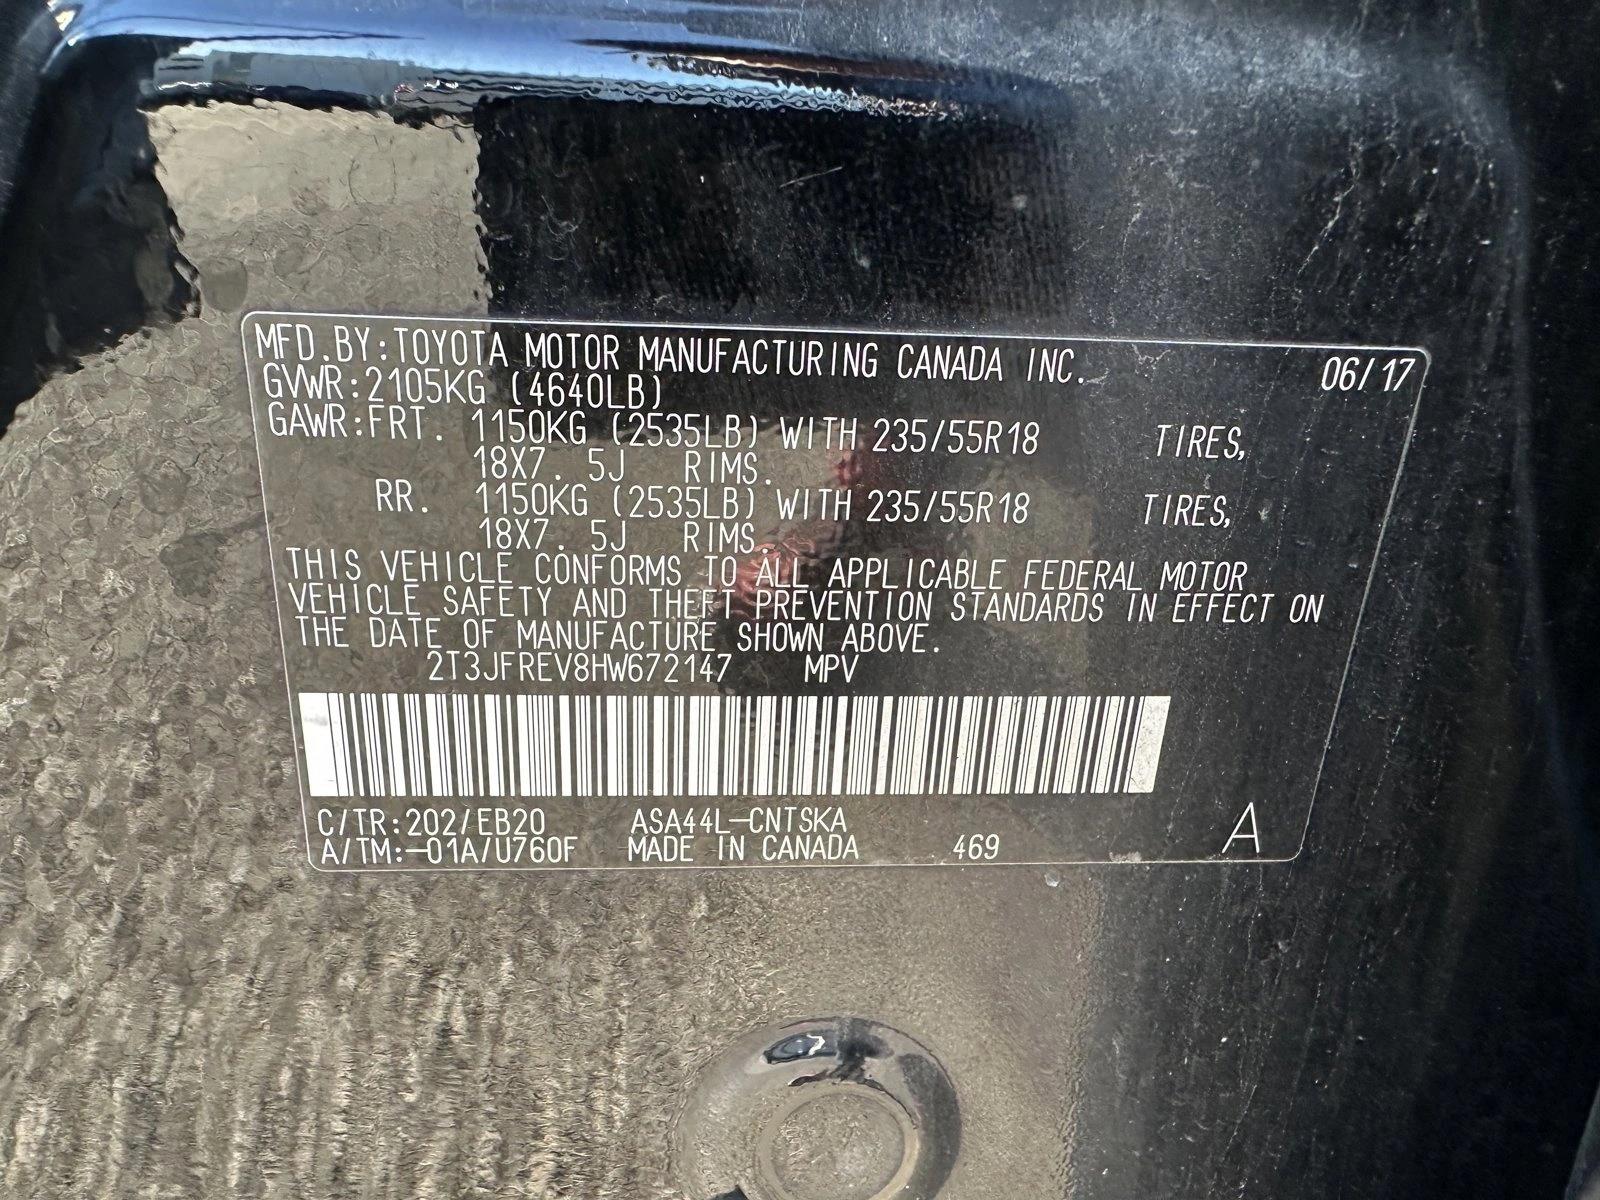 MFD.BY:TOYOTA MOTOR MANUFACTURING CANADA INC. 06/17
GVWR:2105KG (4640LB)
GAWR:FRT. 1150KG (2535LB) WITH 235/55R18 TIRES,
18X7. 5J RIMS.
RR. 1150KG (2535LB) WITH 235/55R18 TIRES,
18X7. 5J RIMS.
THIS VEHICLE CONFORMS TO ALL APPLICABLE FEDERAL MOTOR
VEHICLE SAFETY AND THEFT PREVENTION STANDARDS IN EFFECT ON
THE DATE OF MANUFACTURE SHOWN ABOVE.
2T3JFREV8HW672147 MPV
C/TR:202/EB20 ASA44L-CNTSKA
A/TM:-01A/U760F MADE IN CANADA 469 A